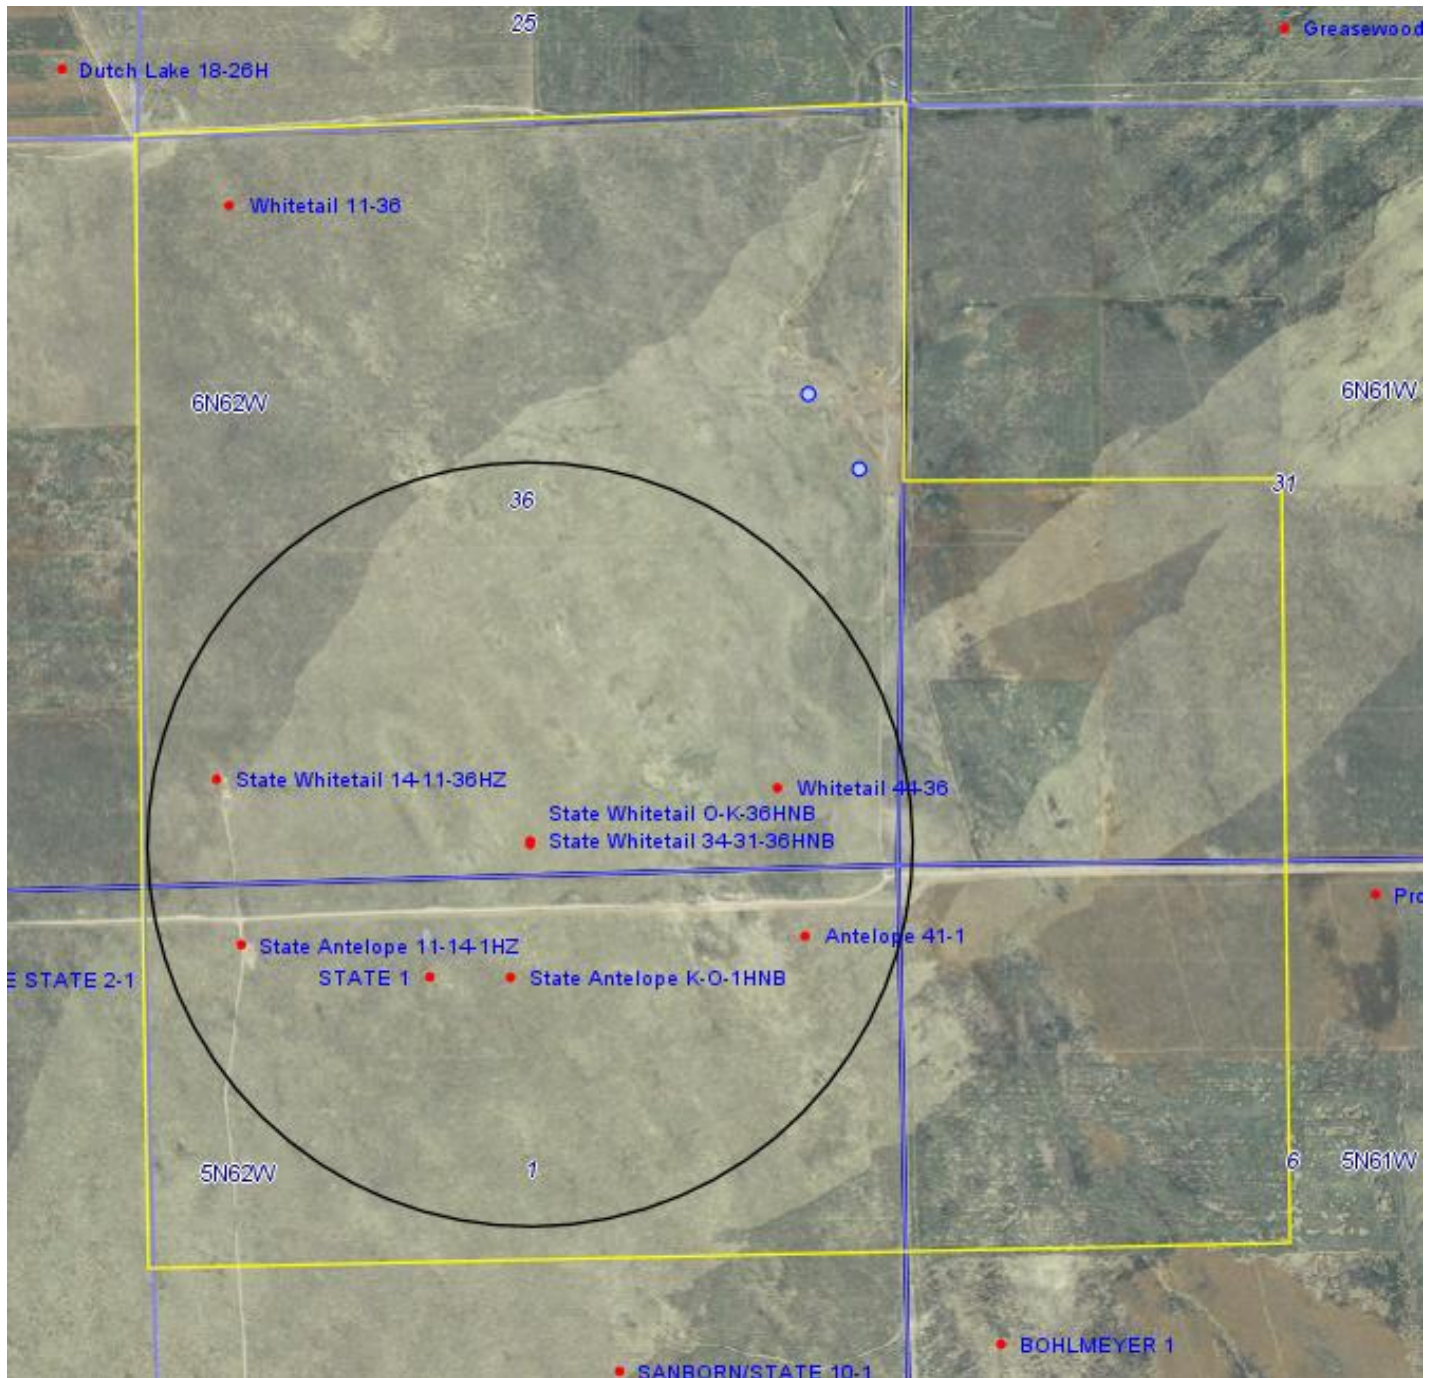 25
Greasewood
Dutch Lake 18-26H
Whitetail 11-36
6N62W
6N61W
31
36
State Whitetail 14-11-36HZ
Whitetail 44-36
State Whitetail O-K-36HNB
State Whitetail 34-31-36HNB
Pro
Antelope 41-1
State Antelope 11-14-1HZ
E STATE 2-1
STATE 1
State Antelope K-O-1HNB
5N62W
1
6
5N61W
BOHLMEYER 1
SANBORN/STATE 10-1